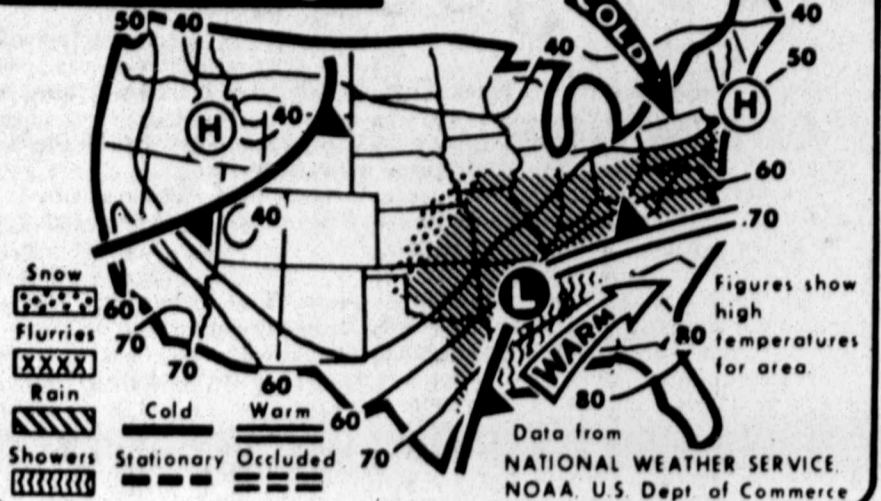 50 40
COLD
40
40
50
H
40
H
60
70
40
L
WARM
80
80
60
70
70
60
60
70
Snow
Flurries
XXXX
Rain
Showers
Cold Warm
Stationary Occluded
Figures show
high
temperatures
for area.
Data from
NATIONAL WEATHER SERVICE.
NOAA, U.S. Dept. of Commerce